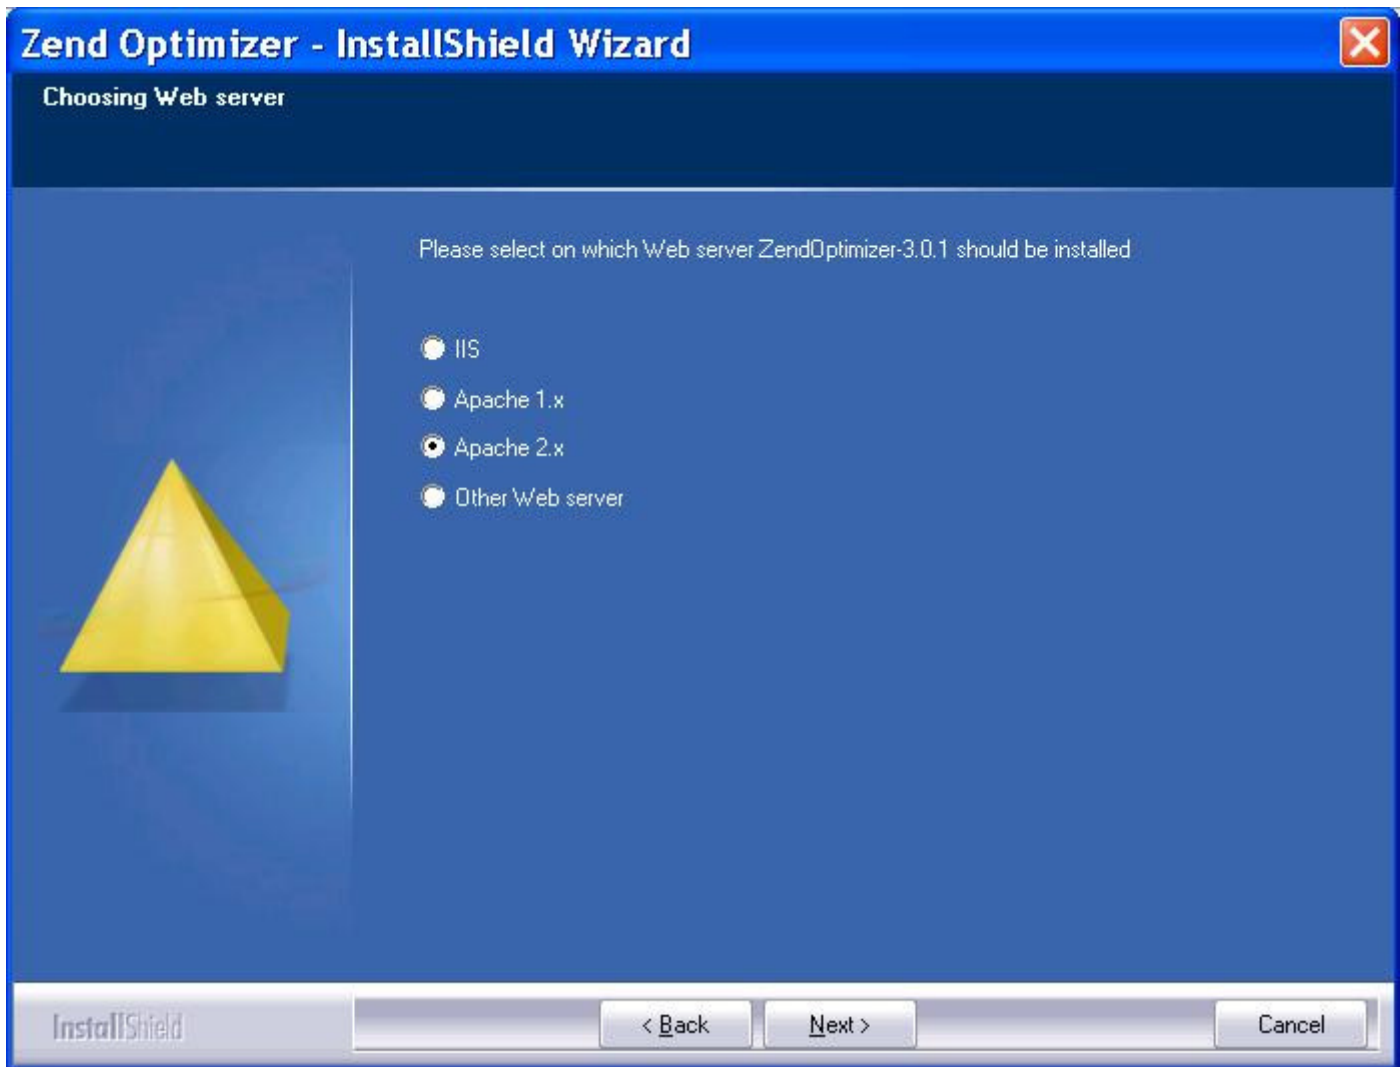 Zend Optimizer - InstallShield Wizard
Choosing Web server
Please select on which Web server ZendOptimizer-3.0.1 should be installed
IIS
Apache 1.x
Apache 2.x
Other Web server
InstallShield
< Back
Next >
Cancel